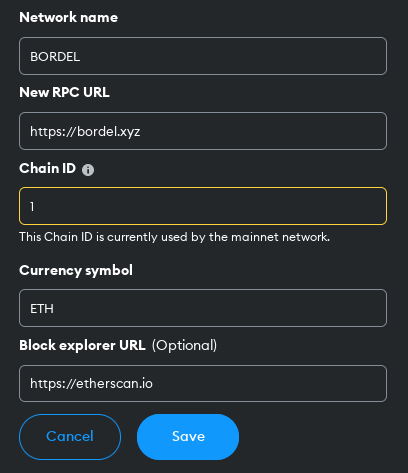 Network name
BORDEL
New RPC URL
https://bordel.xyz
Chain ID
1
This Chain ID is currently used by the mainnet network.
Currency symbol
ETH
Block explorer URL (Optional)
https://etherscan.io
Cancel Save